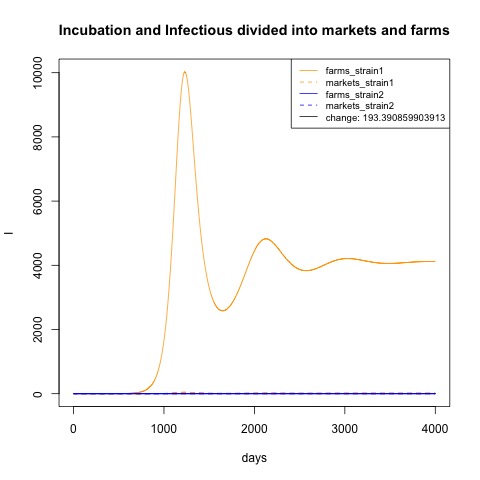 Incubation and Infectious divided into markets and farms
farms_strain1
markets_strain1
farms_strain2
markets_strain2
change: 193.390859903913
10000
8000
6000
4000
2000
0
I
0 1000 2000 3000 4000
days